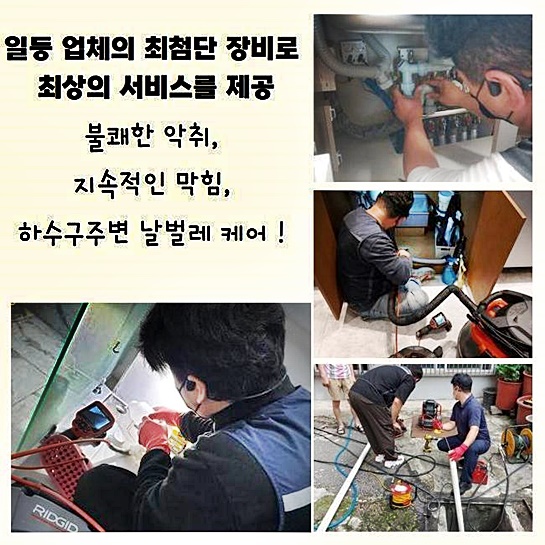 일등 업체의 최첨단 장비로
최상의 서비스를 제공
불쾌한 악취,
지속적인 막힘,
하수구주변 날벌레 케어 !
RIDGID